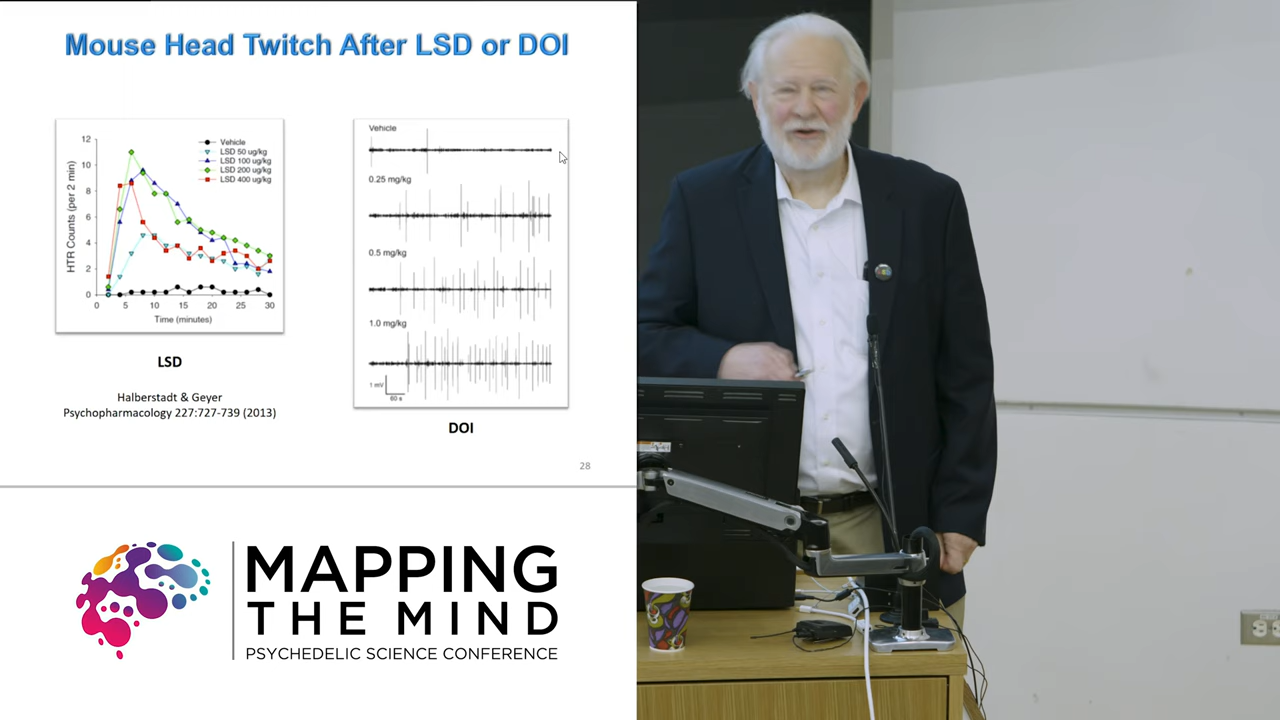 Mouse Head Twitch After LSD or DOI
12
10
8
6
4
2
0
HTR Counts (per 2 min)
Vehicle
LSD 50 ug/kg
LSD 100 ug/kg
LSD 200 ug/kg
LSD 400 ug/kg
0 5 10 15 20 25 30
Time (minutes)
LSD
Halberstadt & Geyer
Psychopharmacology 227:727-739 (2013)
Vehicle
0.25 mg/kg
0.5 mg/kg
1.0 mg/kg
1 mV
60 s
DOI
28
MAPPING
THE MIND
PSYCHEDELIC SCIENCE CONFERENCE